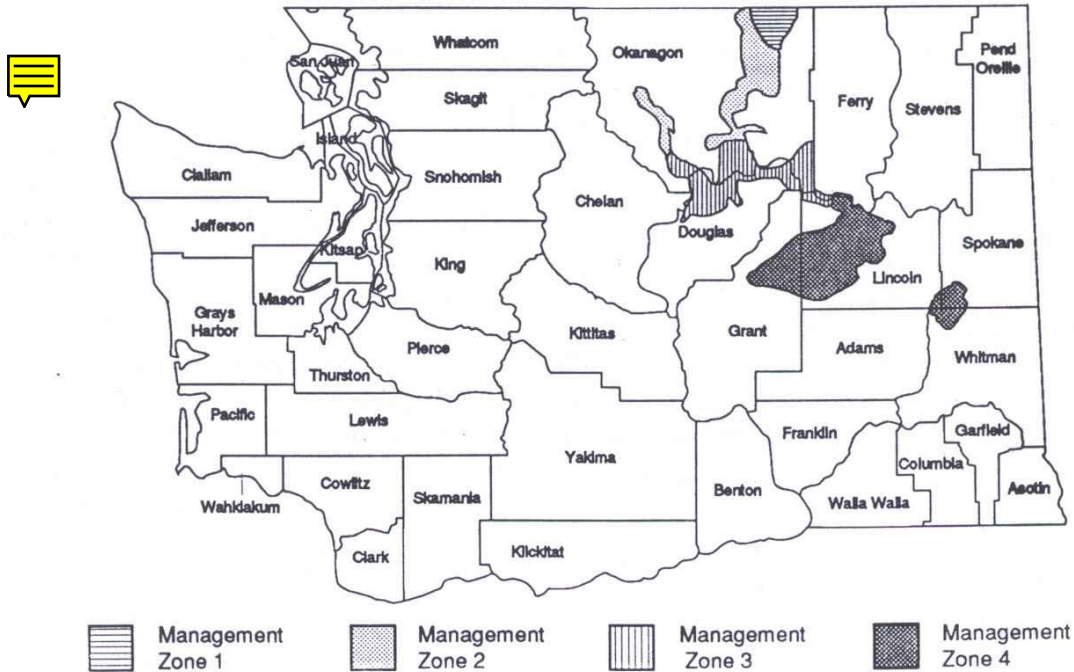 Whatcom
Okanagon
Pend
Oreille
San Juan
Skagit
Ferry
Stevens
Island
Clallam
Snohomish
Chelan
Jefferson
Douglas
Spokane
Kitsap
King
Lincoln
Mason
Grays
Harbor
Kittitas
Grant
Pierce
Adams
Whitman
Thurston
Pacific
Lewis
Franklin
Garfield
Yakima
Columbia
Cowlitz
Skamania
Benton
Asotin
Wahkiakum
Walla Walla
Clark
Klickitat
Management
Zone 1
Management
Zone 2
Management
Zone 3
Management
Zone 4